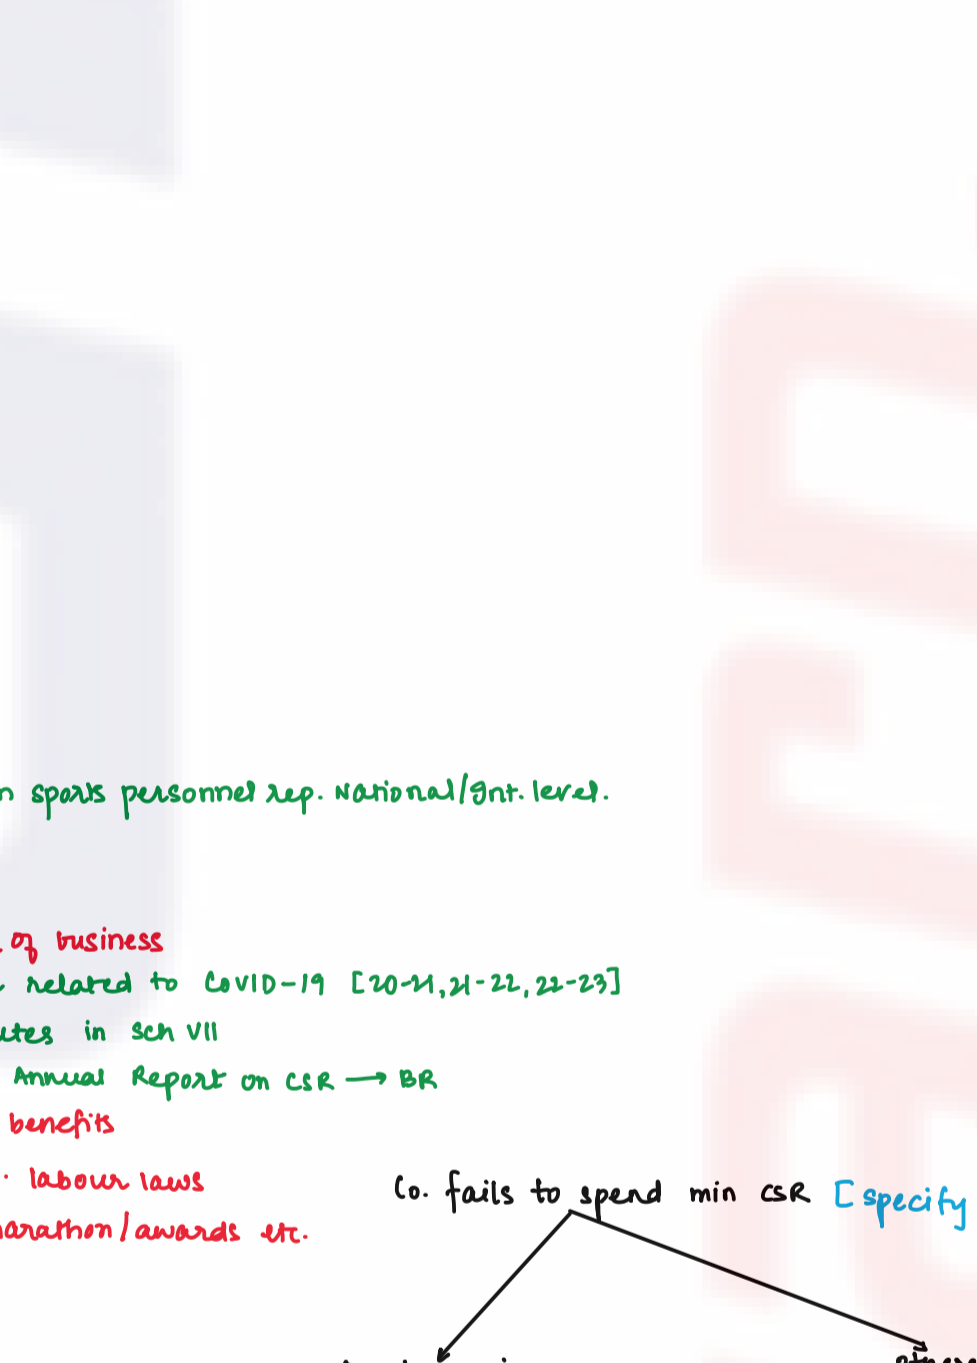 sports personnel rep. National/Int. level.
of business
related to COVID-19 [20-21, 21-22, 22-23]
in sch VII
Annual Report on CSR → BR
benefits
labour laws
Co. fails to spend min CSR [specify
marathon/awards etc.